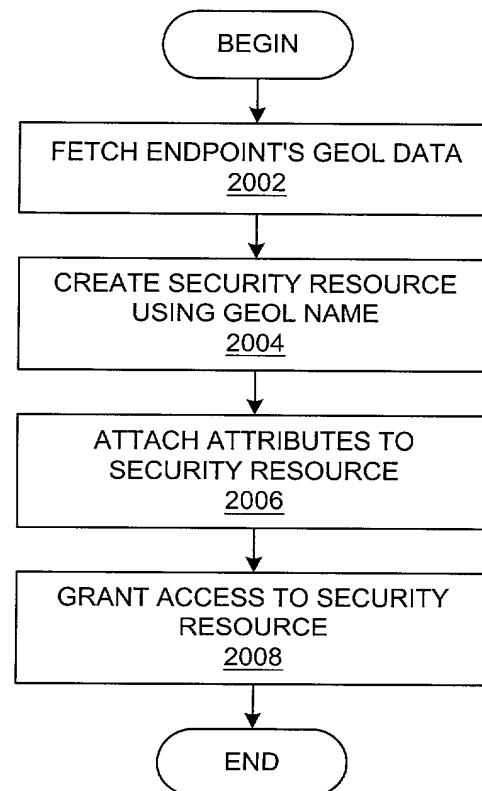 BEGIN
FETCH ENDPOINT'S GEOL DATA
2002
CREATE SECURITY RESOURCE
USING GEOL NAME
2004
ATTACH ATTRIBUTES TO
SECURITY RESOURCE
2006
GRANT ACCESS TO SECURITY
RESOURCE
2008
END